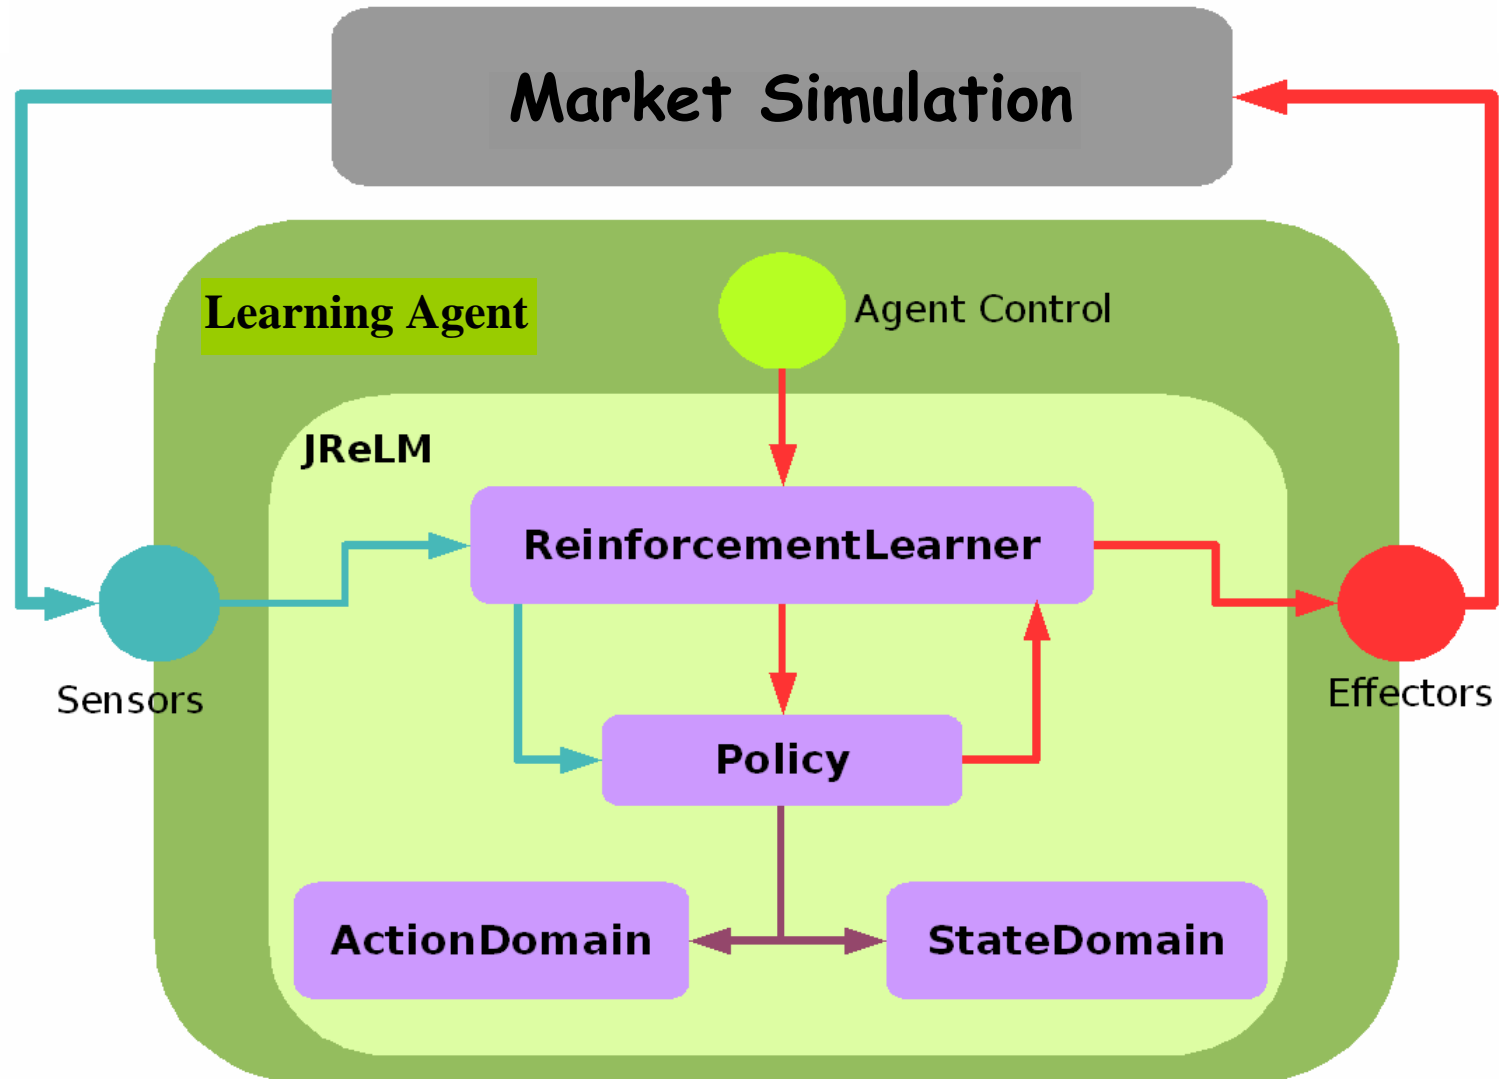 Market Simulation
Learning Agent
Agent Control
JReLM
ReinforcementLearner
Sensors
Effectors
Policy
ActionDomain
StateDomain